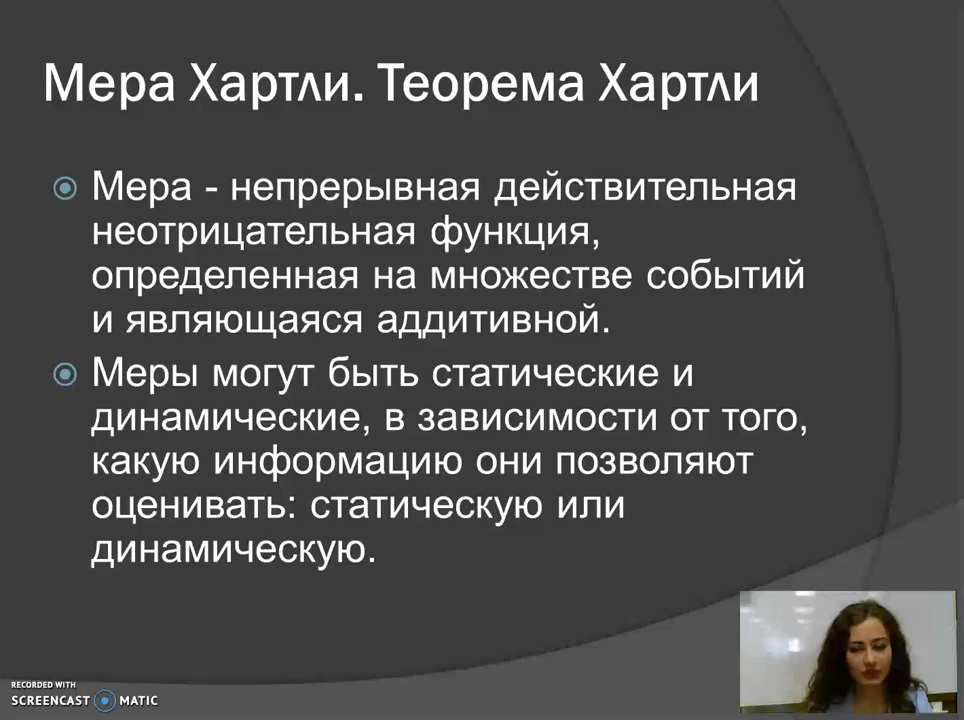 Мера Хартли. Теорема Хартли
Мера - непрерывная действительная
неотрицательная функция,
определенная на множестве событий
и являющаяся аддитивной.
Меры могут быть статические и
динамические, в зависимости от того,
какую информацию они позволяют
оценивать: статическую или
динамическую.
RECORDED WITH
SCREENCAST MATIC